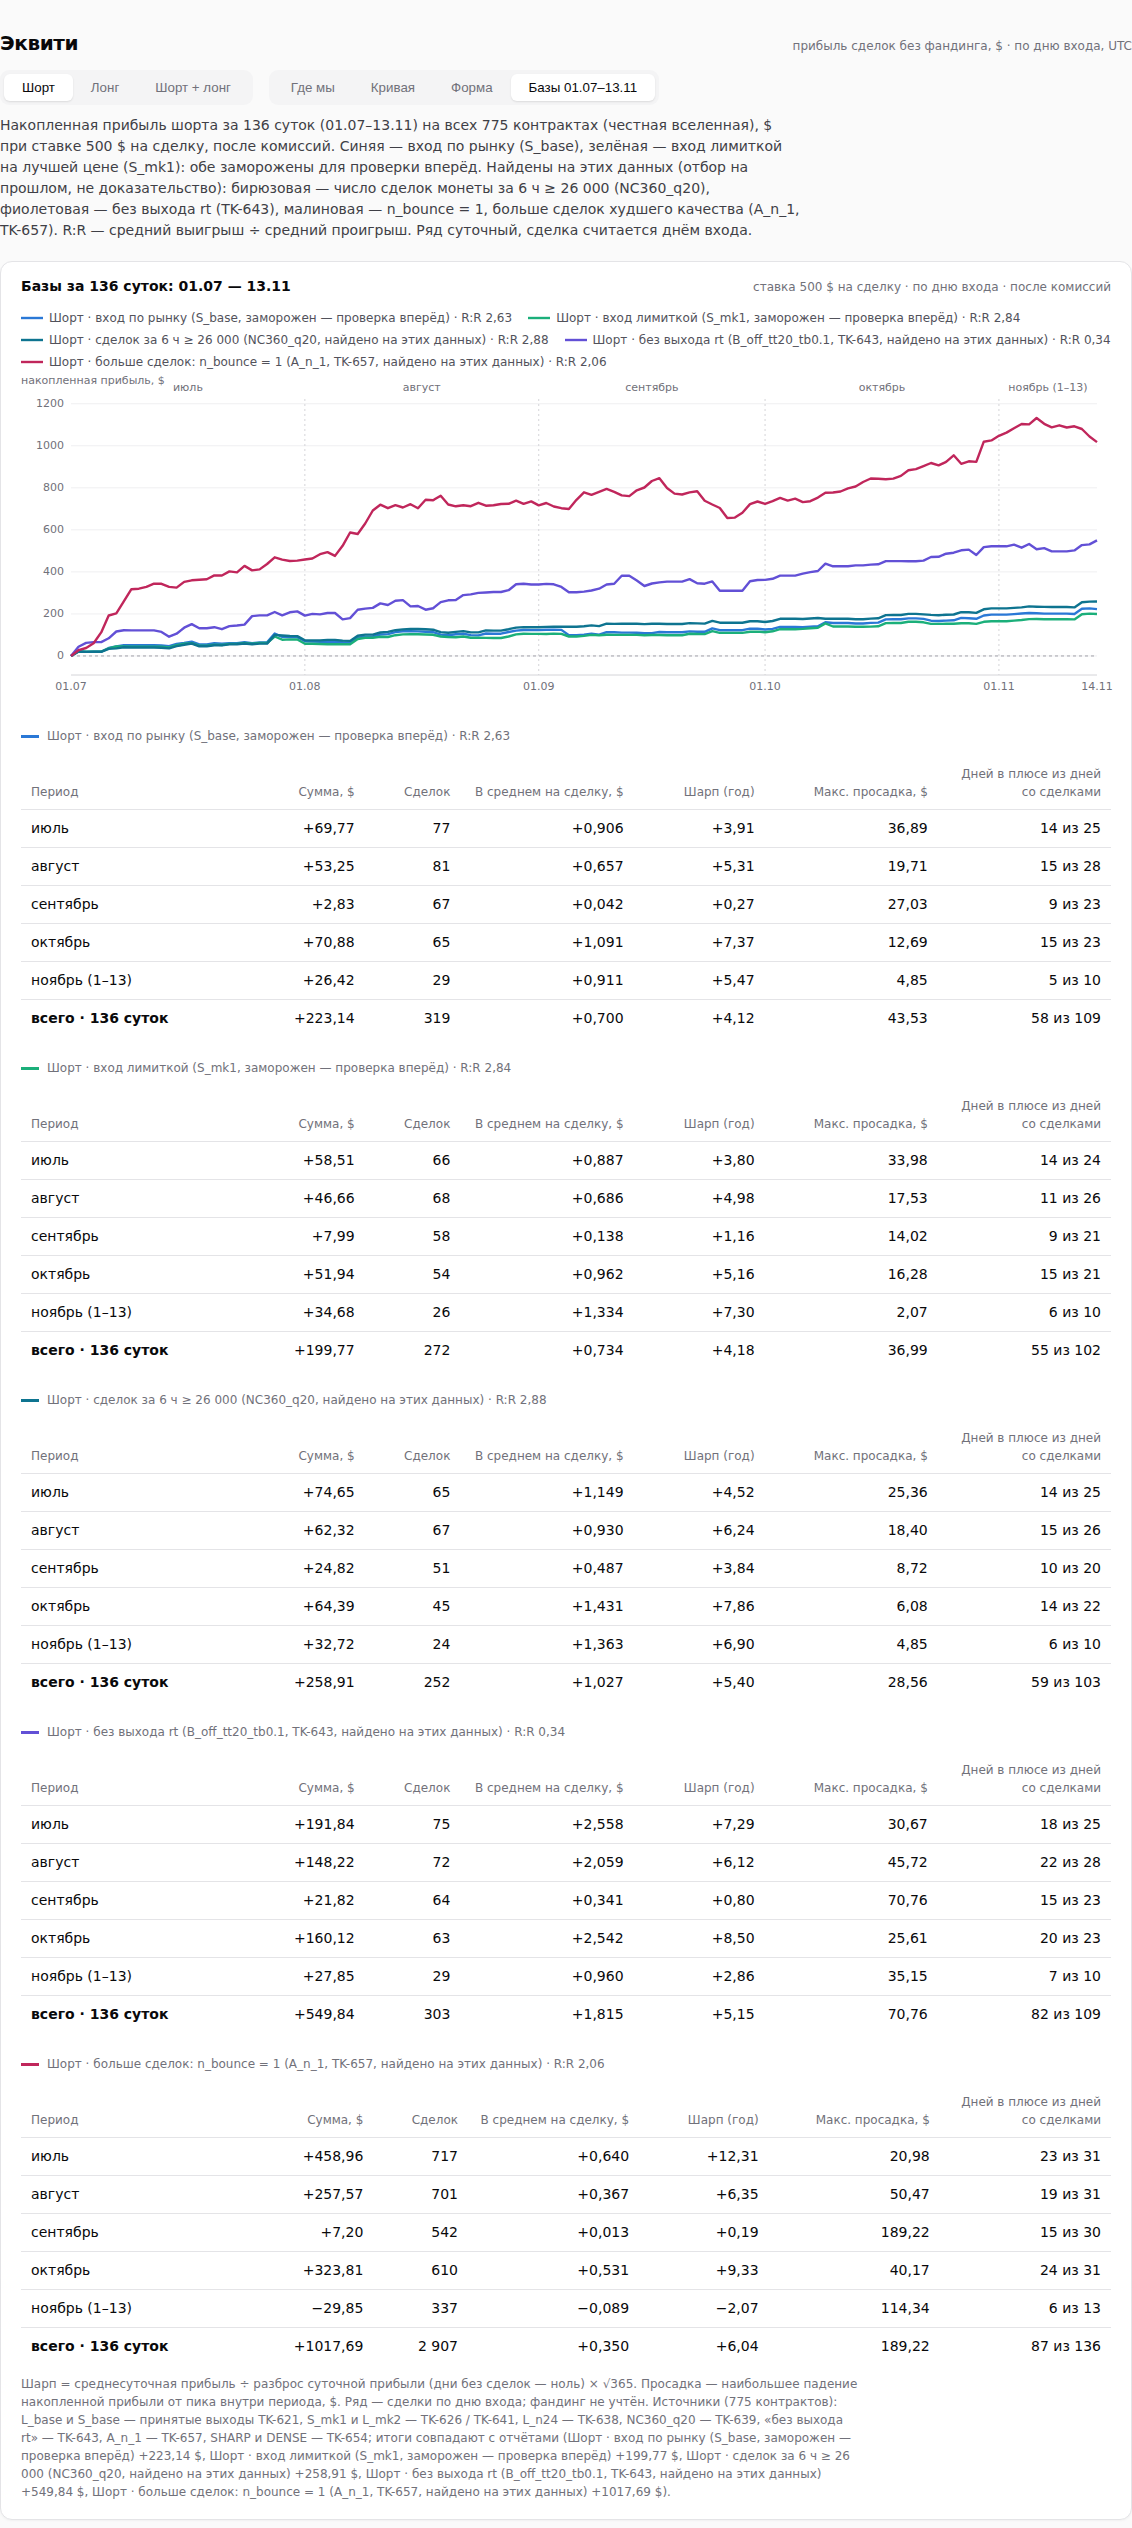 Эквити
прибыль сделок без фандинга, $ · по дню входа, UTC
Шорт Лонг Шорт + лонг Где мы Кривая Форма Базы 01.07–13.11
Накопленная прибыль шорта за 136 суток (01.07–13.11) на всех 775 контрактах (честная вселенная), $
при ставке 500 $ на сделку, после комиссий. Синяя — вход по рынку (S_base), зелёная — вход лимиткой
на лучшей цене (S_mk1): обе заморожены для проверки вперёд. Найдены на этих данных (отбор на
прошлом, не доказательство): бирюзовая — число сделок монеты за 6 ч ≥ 26 000 (NC360_q20),
фиолетовая — без выхода rt (TK-643), малиновая — n_bounce = 1, больше сделок худшего качества (A_n_1,
TK-657). R:R — средний выигрыш ÷ средний проигрыш. Ряд суточный, сделка считается днём входа.
Базы за 136 суток: 01.07 — 13.11
ставка 500 $ на сделку · по дню входа · после комиссий
Шорт · вход по рынку (S_base, заморожен — проверка вперёд) · R:R 2,63 Шорт · вход лимиткой (S_mk1, заморожен — проверка вперёд) · R:R 2,84
Шорт · сделок за 6 ч ≥ 26 000 (NC360_q20, найдено на этих данных) · R:R 2,88 Шорт · без выхода rt (B_off_tt20_tb0.1, TK-643, найдено на этих данных) · R:R 0,34
Шорт · больше сделок: n_bounce = 1 (A_n_1, TK-657, найдено на этих данных) · R:R 2,06
накопленная прибыль, $
июль август сентябрь октябрь ноябрь (1–13)
1200
1000
800
600
400
200
0
01.07 01.08 01.09 01.10 01.11 14.11
Шорт · вход по рынку (S_base, заморожен — проверка вперёд) · R:R 2,63
Период Сумма, $ Сделок В среднем на сделку, $ Шарп (год) Макс. просадка, $ Дней в плюсе из дней
со сделками
июль +69,77 77 +0,906 +3,91 36,89 14 из 25
август +53,25 81 +0,657 +5,31 19,71 15 из 28
сентябрь +2,83 67 +0,042 +0,27 27,03 9 из 23
октябрь +70,88 65 +1,091 +7,37 12,69 15 из 23
ноябрь (1–13) +26,42 29 +0,911 +5,47 4,85 5 из 10
всего · 136 суток +223,14 319 +0,700 +4,12 43,53 58 из 109
Шорт · вход лимиткой (S_mk1, заморожен — проверка вперёд) · R:R 2,84
Период Сумма, $ Сделок В среднем на сделку, $ Шарп (год) Макс. просадка, $ Дней в плюсе из дней
со сделками
июль +58,51 66 +0,887 +3,80 33,98 14 из 24
август +46,66 68 +0,686 +4,98 17,53 11 из 26
сентябрь +7,99 58 +0,138 +1,16 14,02 9 из 21
октябрь +51,94 54 +0,962 +5,16 16,28 15 из 21
ноябрь (1–13) +34,68 26 +1,334 +7,30 2,07 6 из 10
всего · 136 суток +199,77 272 +0,734 +4,18 36,99 55 из 102
Шорт · сделок за 6 ч ≥ 26 000 (NC360_q20, найдено на этих данных) · R:R 2,88
Период Сумма, $ Сделок В среднем на сделку, $ Шарп (год) Макс. просадка, $ Дней в плюсе из дней
со сделками
июль +74,65 65 +1,149 +4,52 25,36 14 из 25
август +62,32 67 +0,930 +6,24 18,40 15 из 26
сентябрь +24,82 51 +0,487 +3,84 8,72 10 из 20
октябрь +64,39 45 +1,431 +7,86 6,08 14 из 22
ноябрь (1–13) +32,72 24 +1,363 +6,90 4,85 6 из 10
всего · 136 суток +258,91 252 +1,027 +5,40 28,56 59 из 103
Шорт · без выхода rt (B_off_tt20_tb0.1, TK-643, найдено на этих данных) · R:R 0,34
Период Сумма, $ Сделок В среднем на сделку, $ Шарп (год) Макс. просадка, $ Дней в плюсе из дней
со сделками
июль +191,84 75 +2,558 +7,29 30,67 18 из 25
август +148,22 72 +2,059 +6,12 45,72 22 из 28
сентябрь +21,82 64 +0,341 +0,80 70,76 15 из 23
октябрь +160,12 63 +2,542 +8,50 25,61 20 из 23
ноябрь (1–13) +27,85 29 +0,960 +2,86 35,15 7 из 10
всего · 136 суток +549,84 303 +1,815 +5,15 70,76 82 из 109
Шорт · больше сделок: n_bounce = 1 (A_n_1, TK-657, найдено на этих данных) · R:R 2,06
Период Сумма, $ Сделок В среднем на сделку, $ Шарп (год) Макс. просадка, $ Дней в плюсе из дней
со сделками
июль +458,96 717 +0,640 +12,31 20,98 23 из 31
август +257,57 701 +0,367 +6,35 50,47 19 из 31
сентябрь +7,20 542 +0,013 +0,19 189,22 15 из 30
октябрь +323,81 610 +0,531 +9,33 40,17 24 из 31
ноябрь (1–13) −29,85 337 −0,089 −2,07 114,34 6 из 13
всего · 136 суток +1017,69 2 907 +0,350 +6,04 189,22 87 из 136
Шарп = среднесуточная прибыль ÷ разброс суточной прибыли (дни без сделок — ноль) × √365. Просадка — наибольшее падение
накопленной прибыли от пика внутри периода, $. Ряд — сделки по дню входа; фандинг не учтён. Источники (775 контрактов):
L_base и S_base — принятые выходы TK-621, S_mk1 и L_mk2 — TK-626 / TK-641, L_n24 — TK-638, NC360_q20 — TK-639, «без выхода
rt» — TK-643, A_n_1 — TK-657, SHARP и DENSE — TK-654; итоги совпадают с отчётами (Шорт · вход по рынку (S_base, заморожен —
проверка вперёд) +223,14 $, Шорт · вход лимиткой (S_mk1, заморожен — проверка вперёд) +199,77 $, Шорт · сделок за 6 ч ≥ 26
000 (NC360_q20, найдено на этих данных) +258,91 $, Шорт · без выхода rt (B_off_tt20_tb0.1, TK-643, найдено на этих данных)
+549,84 $, Шорт · больше сделок: n_bounce = 1 (A_n_1, TK-657, найдено на этих данных) +1017,69 $).